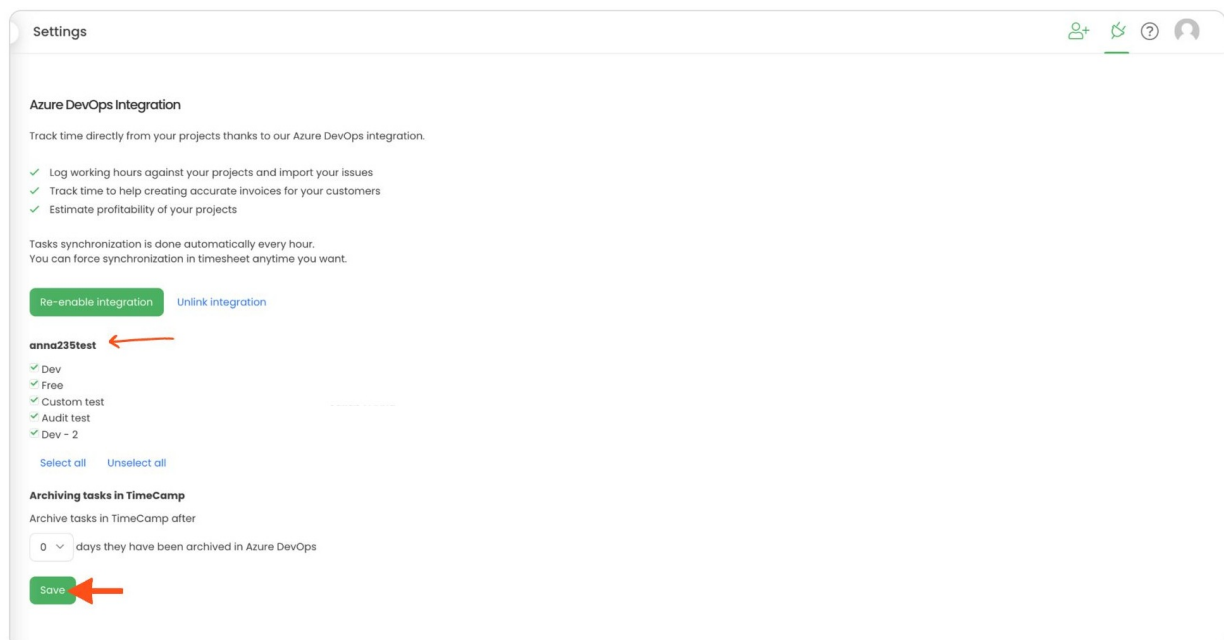 Settings
Azure DevOps Integration
Track time directly from your projects thanks to our Azure DevOps integration.
Log working hours against your projects and import your issues
Track time to help creating accurate invoices for your customers
Estimate profitability of your projects
Tasks synchronization is done automatically every hour.
You can force synchronization in timesheet anytime you want.
Re-enable integration Unlink integration
anna235test
Dev
Free
Custom test
Audit test
Dev - 2
Select all Unselect all
Archiving tasks in TimeCamp
Archive tasks in TimeCamp after
0 days they have been archived in Azure DevOps
Save